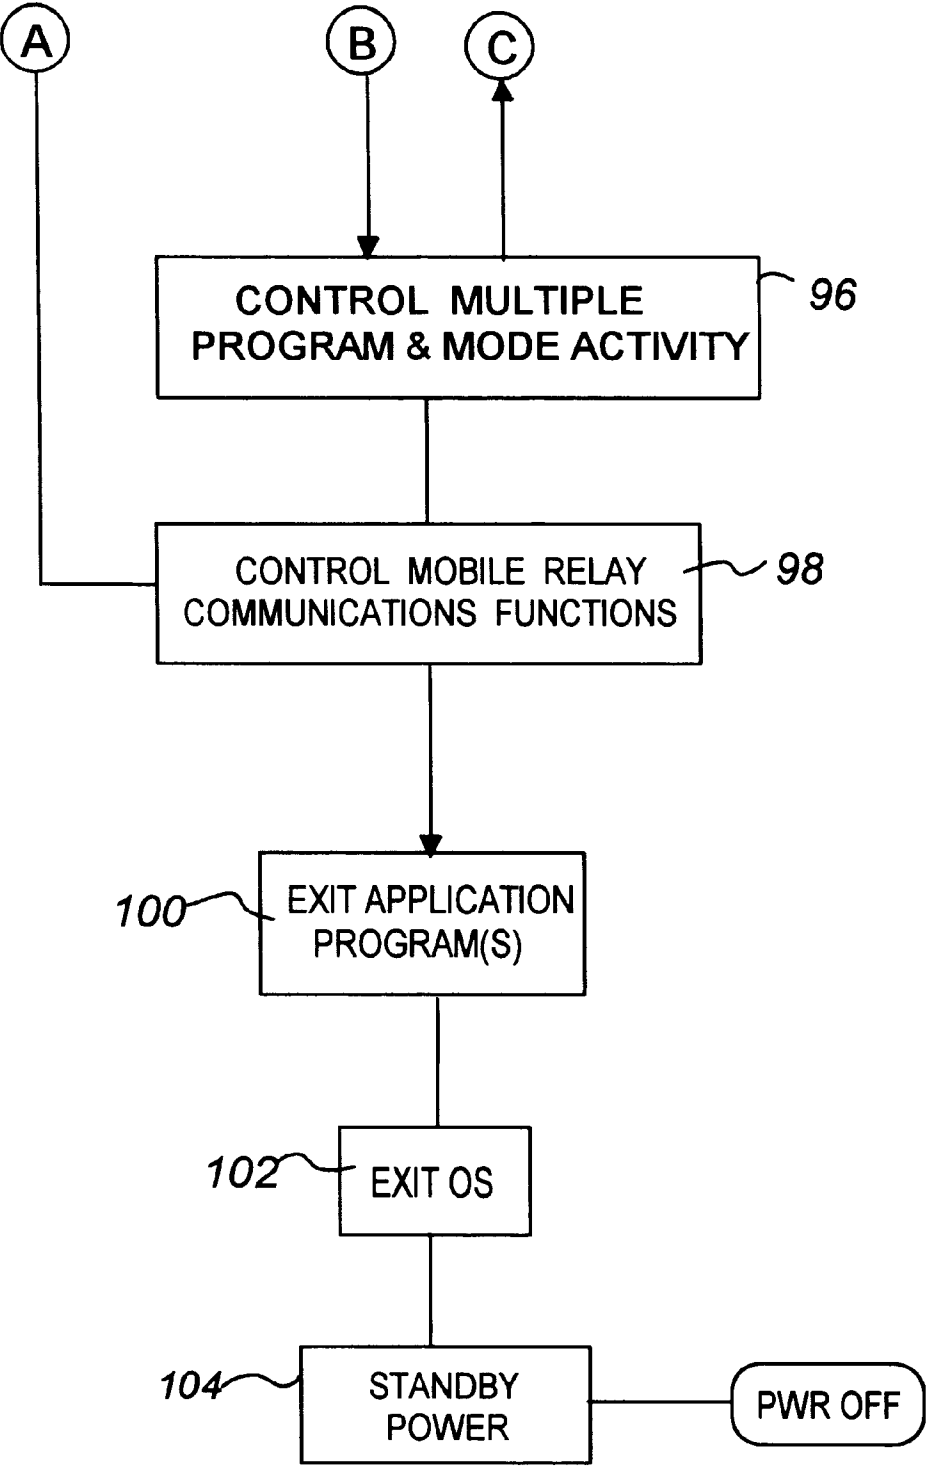 A
B
C
CONTROL MULTIPLE
PROGRAM & MODE ACTIVITY
96
CONTROL MOBILE RELAY
COMMUNICATIONS FUNCTIONS
98
100
EXIT APPLICATION
PROGRAM(S)
102
EXIT OS
104
STANDBY
POWER
PWR OFF